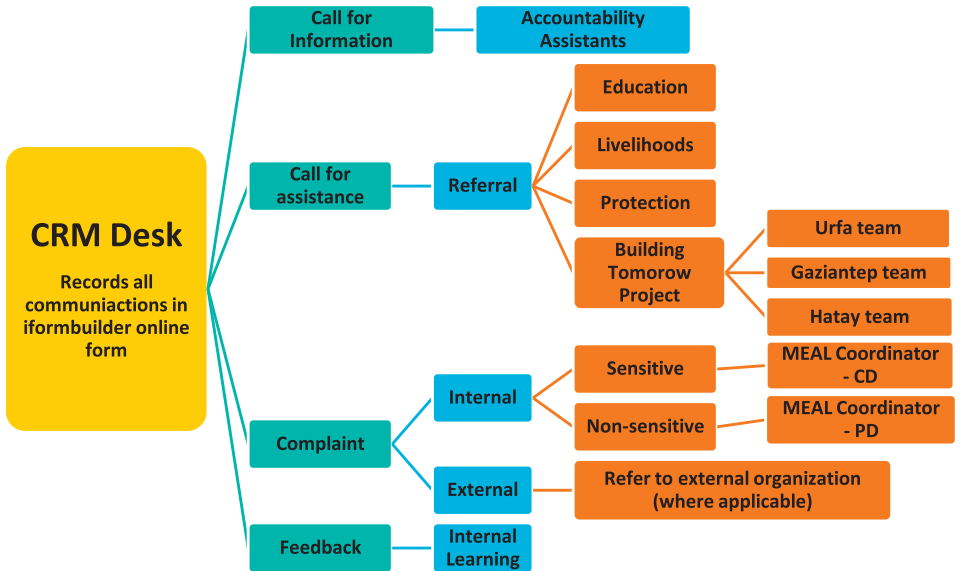 CRM Desk
Records all
communiactions in
iformbuilder online
form
Call for
Information
Accountability
Assistants
Call for
assistance
Referral
Education
Livelihoods
Protection
Building
Tomorow
Project
Urfa team
Gaziantep team
Hatay team
Complaint
Internal
Sensitive
MEAL Coordinator
- CD
Non-sensitive
MEAL Coordinator
- PD
External
Refer to external organization
(where applicable)
Feedback
Internal
Learning